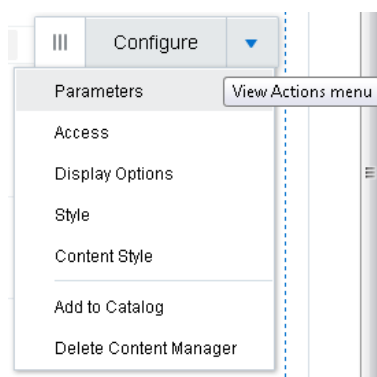 Configure
Parameters
View Actions menu
Access
Display Options
Style
Content Style
Add to Catalog
Delete Content Manager